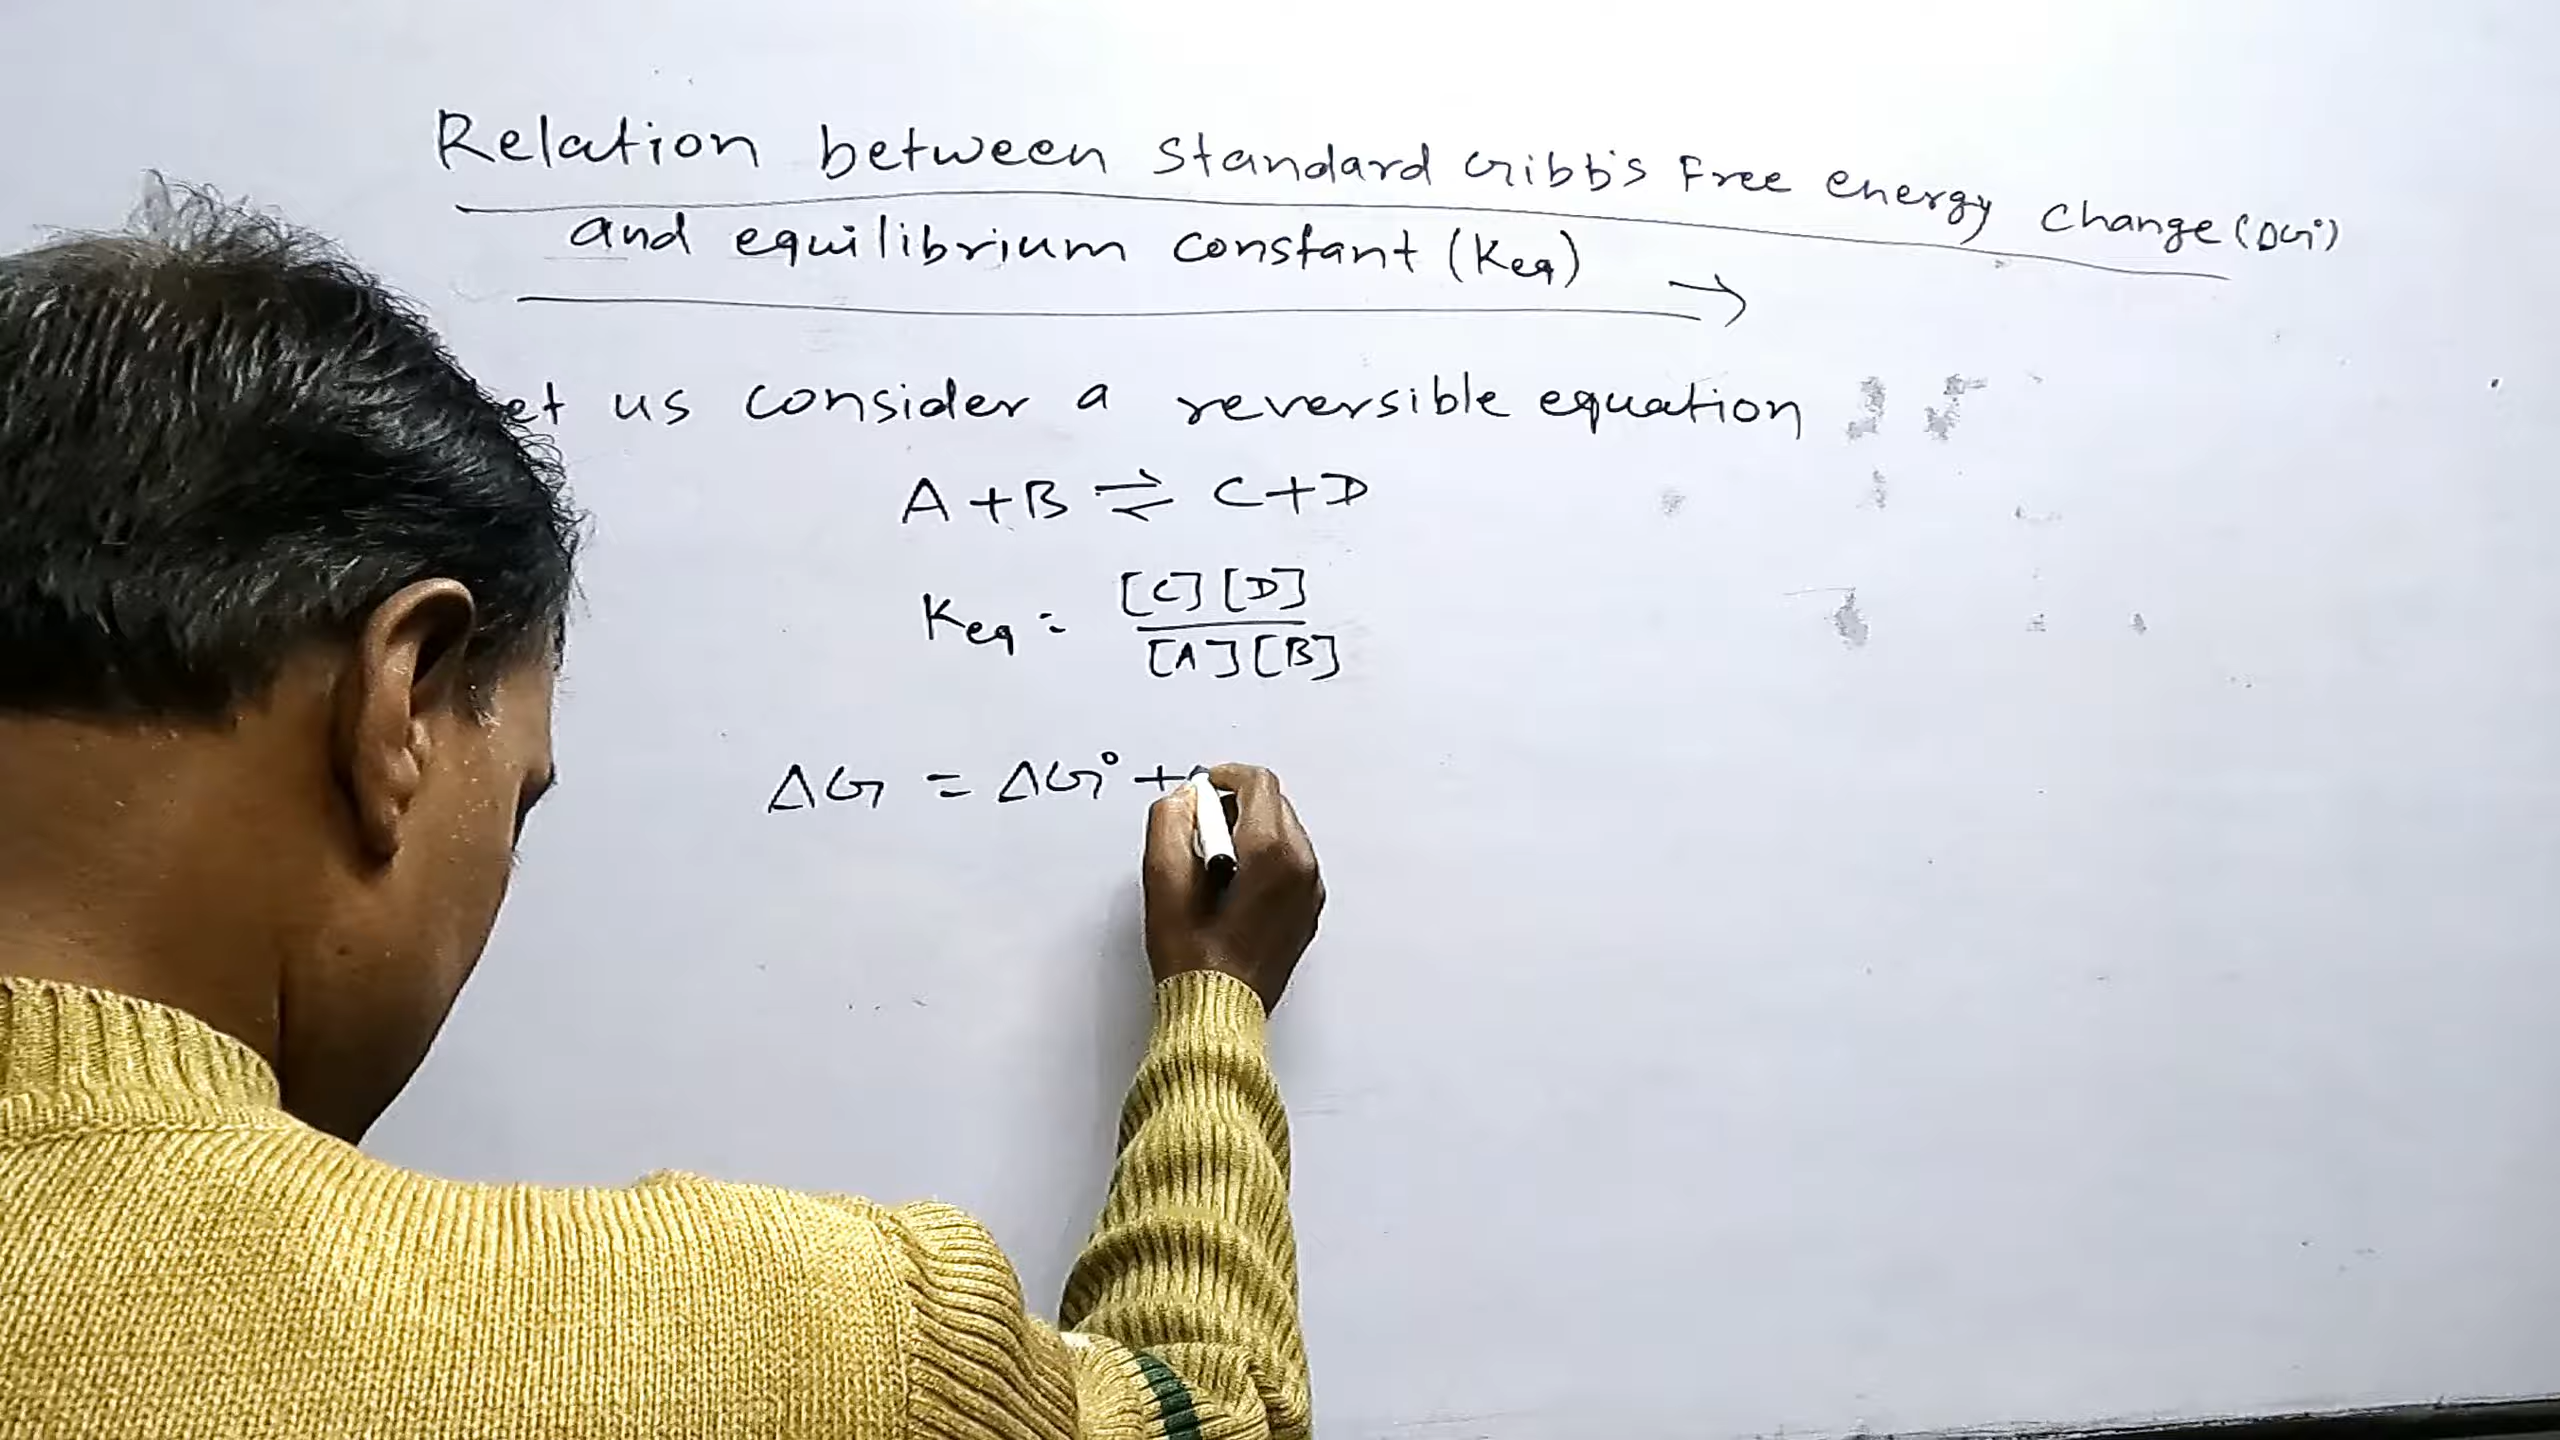 Relation between Standard Gibb's Free energy change (ΔG°)
and equilibrium constant (Keq) →
et us consider a reversible equation
A + B ⇌ C + D
Keq = [C] [D] / [A] [B]
ΔG = ΔG° +